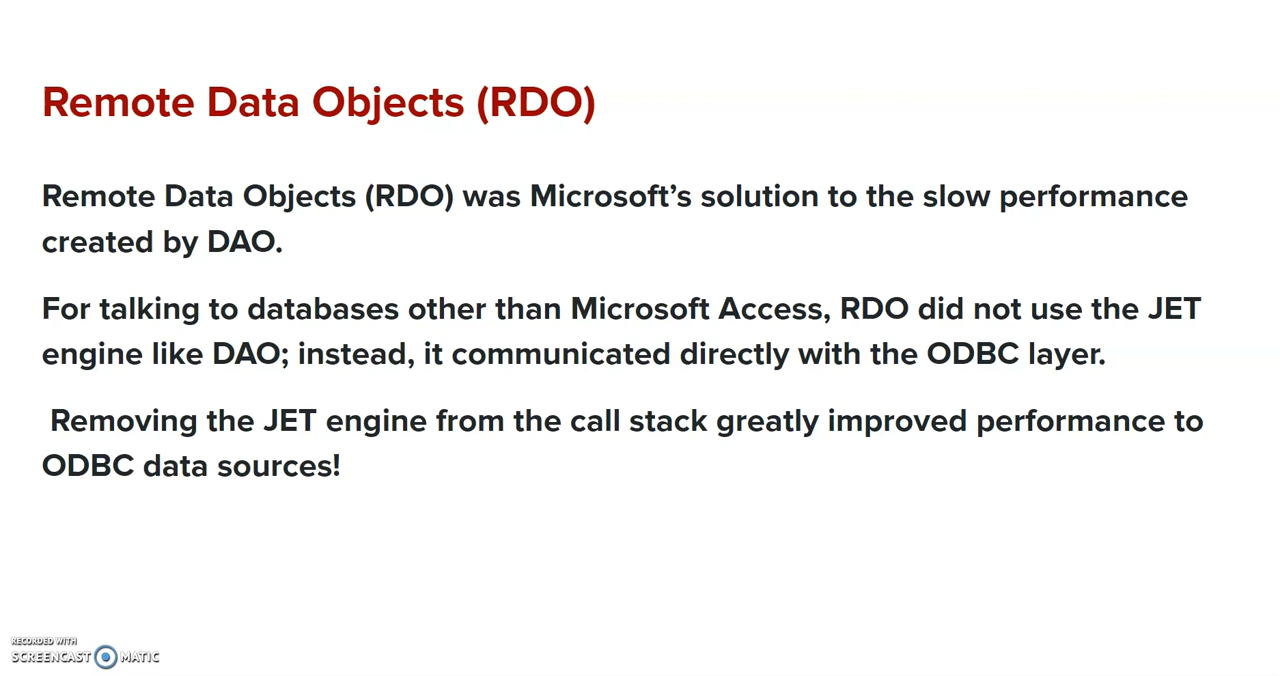 Remote Data Objects (RDO)
Remote Data Objects (RDO) was Microsoft’s solution to the slow performance
created by DAO.
For talking to databases other than Microsoft Access, RDO did not use the JET
engine like DAO; instead, it communicated directly with the ODBC layer.
Removing the JET engine from the call stack greatly improved performance to
ODBC data sources!
RECORDED WITH
SCREENCAST MATIC